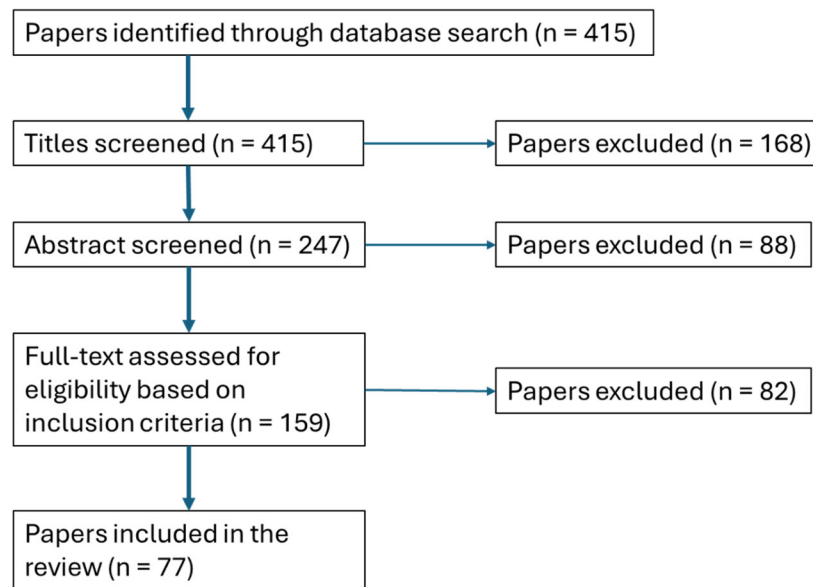 Papers identified through database search (n = 415)
Titles screened (n = 415)
Papers excluded (n = 168)
Abstract screened (n = 247)
Papers excluded (n = 88)
Full-text assessed for
eligibility based on
inclusion criteria (n = 159)
Papers excluded (n = 82)
Papers included in the
review (n = 77)